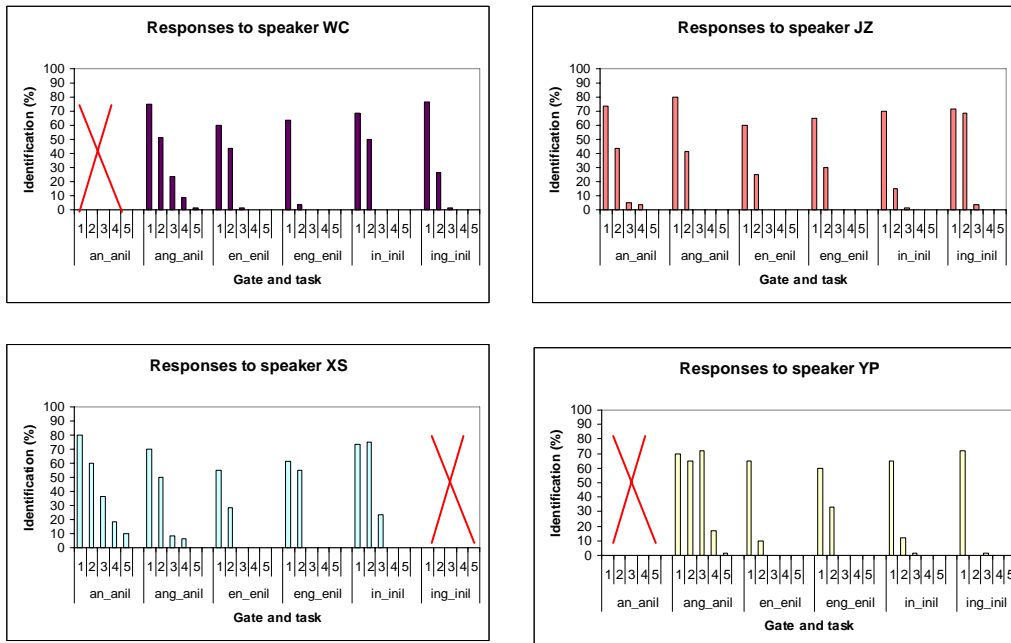 Responses to speaker WC
Identification (%)
100
90
80
70
60
50
40
30
20
10
0
1 2 3 4 5 1 2 3 4 5 1 2 3 4 5 1 2 3 4 5 1 2 3 4 5 1 2 3 4 5
an_anil ang_anil en_enil eng_enil in_inil ing_inil
Gate and task
Responses to speaker JZ
Identification (%)
100
90
80
70
60
50
40
30
20
10
0
1 2 3 4 5 1 2 3 4 5 1 2 3 4 5 1 2 3 4 5 1 2 3 4 5 1 2 3 4 5
an_anil ang_anil en_enil eng_enil in_inil ing_inil
Gate and task
Responses to speaker XS
Identification (%)
100
90
80
70
60
50
40
30
20
10
0
1 2 3 4 5 1 2 3 4 5 1 2 3 4 5 1 2 3 4 5 1 2 3 4 5 1 2 3 4 5
an_anil ang_anil en_enil eng_enil in_inil ing_inil
Gate and task
Responses to speaker YP
Identification (%)
100
90
80
70
60
50
40
30
20
10
0
1 2 3 4 5 1 2 3 4 5 1 2 3 4 5 1 2 3 4 5 1 2 3 4 5 1 2 3 4 5
an_anil ang_anil en_enil eng_enil in_inil ing_inil
Gate and task